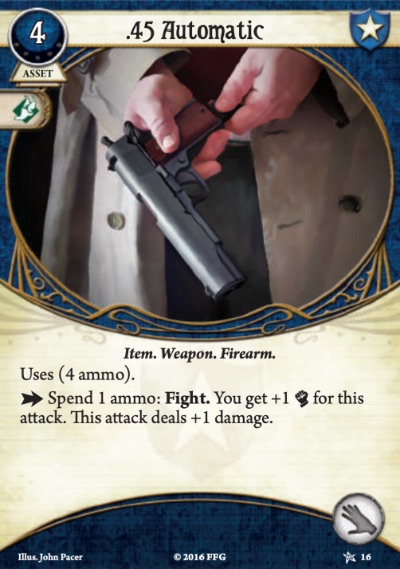 4
.45 Automatic
ASSET
Item. Weapon. Firearm.
Uses (4 ammo).
Spend 1 ammo: Fight. You get +1 for this
attack. This attack deals +1 damage.
Illus. John Pacer
© 2016 FFG
16